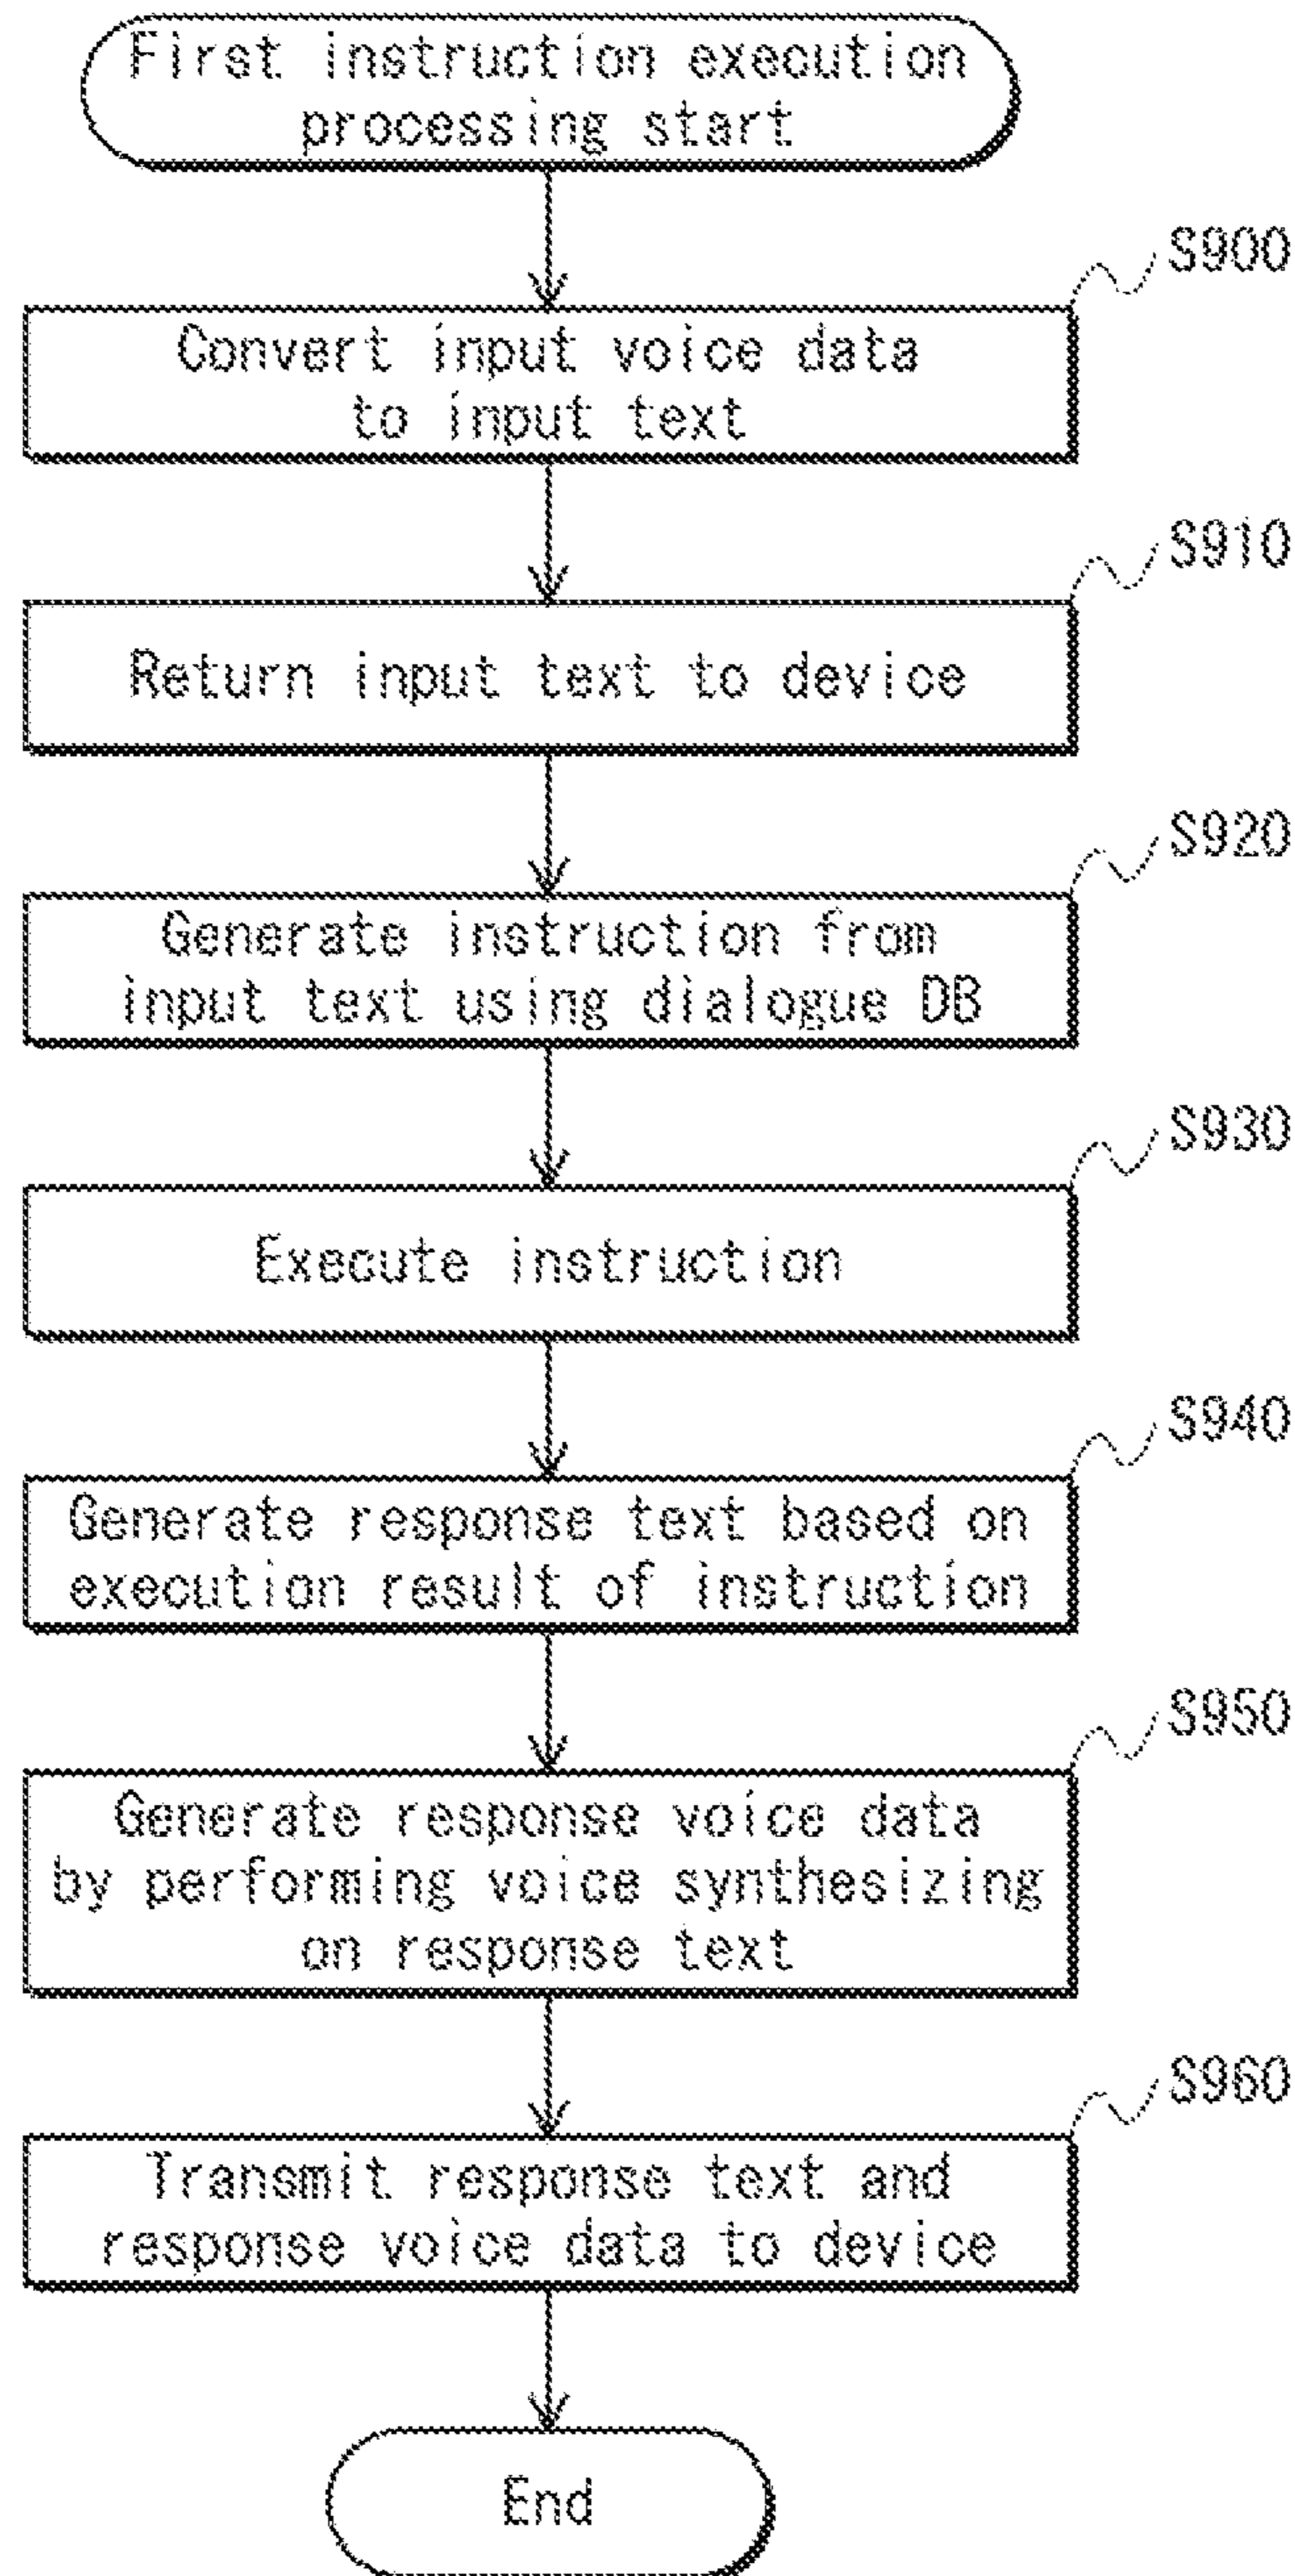 First instruction execution
processing start
S900
Convert input voice data
to input text
S910
Return input text to device
S920
Generate instruction from
input text using dialogue DB
S930
Execute instruction
S940
Generate response text based on
execution result of instruction
S950
Generate response voice data
by performing voice synthesizing
on response text
S960
Transmit response text and
response voice data to device
End